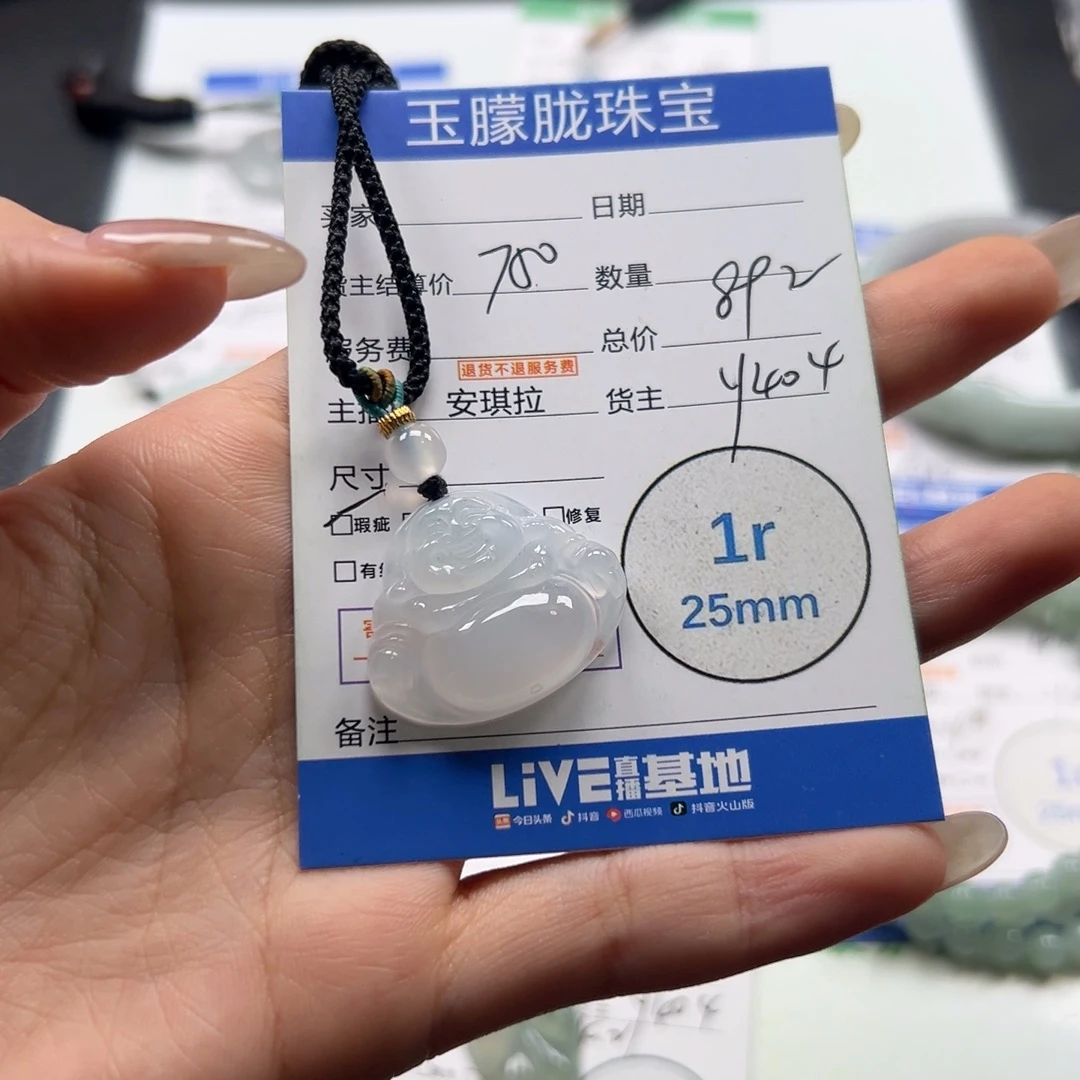 玉朦胧珠宝
买家 日期
货主结算价 780 数量
892
服务费 总价
退货不退服务费
主播 安琪拉 货主 y404
尺寸
瑕疵 修复
1r
25mm
备注
LiVE直播基地
今日头条 抖音 西瓜视频 抖音火山版